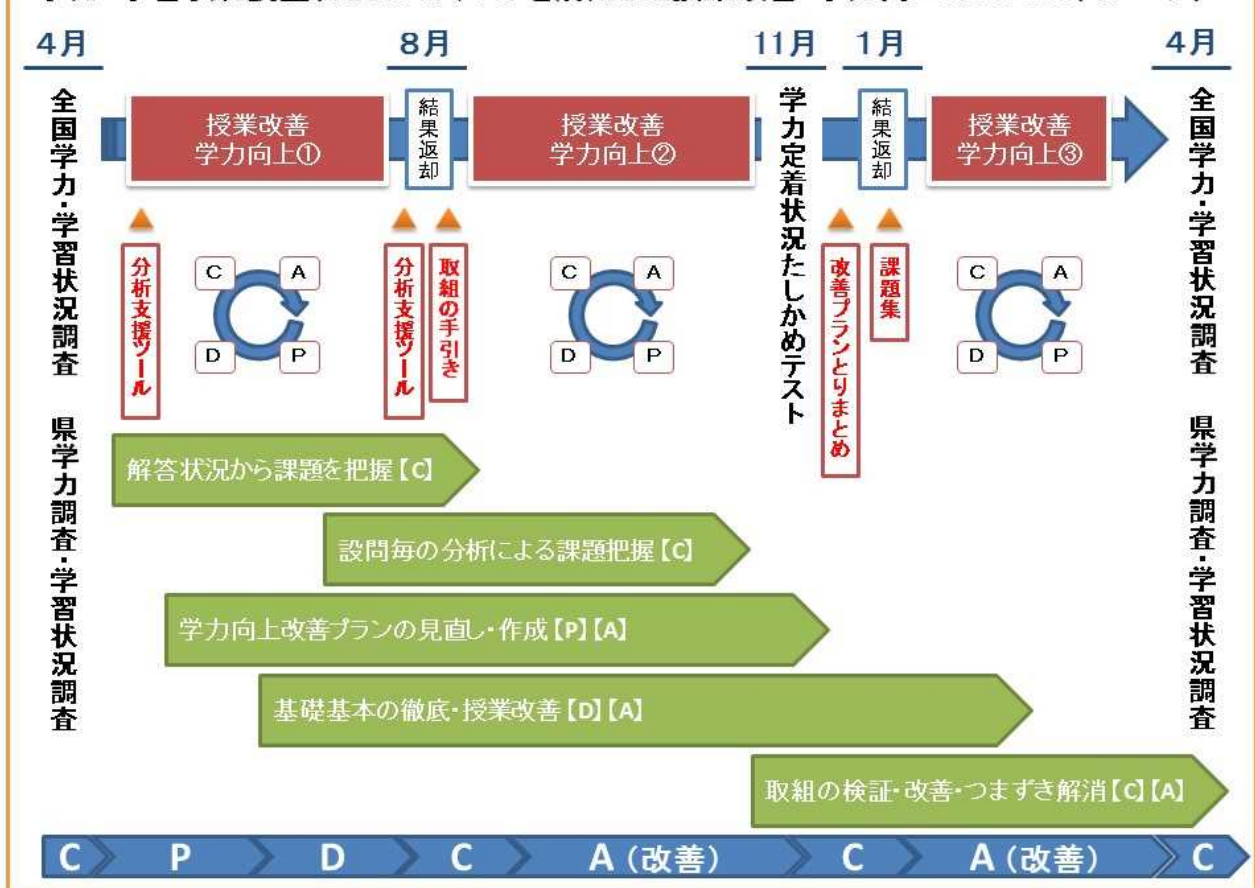 4月
8月
11月
1月
4月
全国学力・学習状況調査 県学力調査・学習状況調査
授業改善
学力向上①
結果返却
授業改善
学力向上②
学力定着状況たしかめテスト
結果返却
授業改善
学力向上③
全国学力・学習状況調査 県学力調査・学習状況調査
分析支援ツール
C
A
D
P
分析支援ツール
取組の手引き
C
A
D
P
改善プランとりまとめ
課題集
C
A
D
P
解答状況から課題を把握【C】
設問毎の分析による課題把握【C】
学力向上改善プランの見直し・作成【P】【A】
基礎基本の徹底・授業改善【D】【A】
取組の検証・改善・つまずき解消【C】【A】
C
P
D
C
A（改善）
C
A（改善）
C